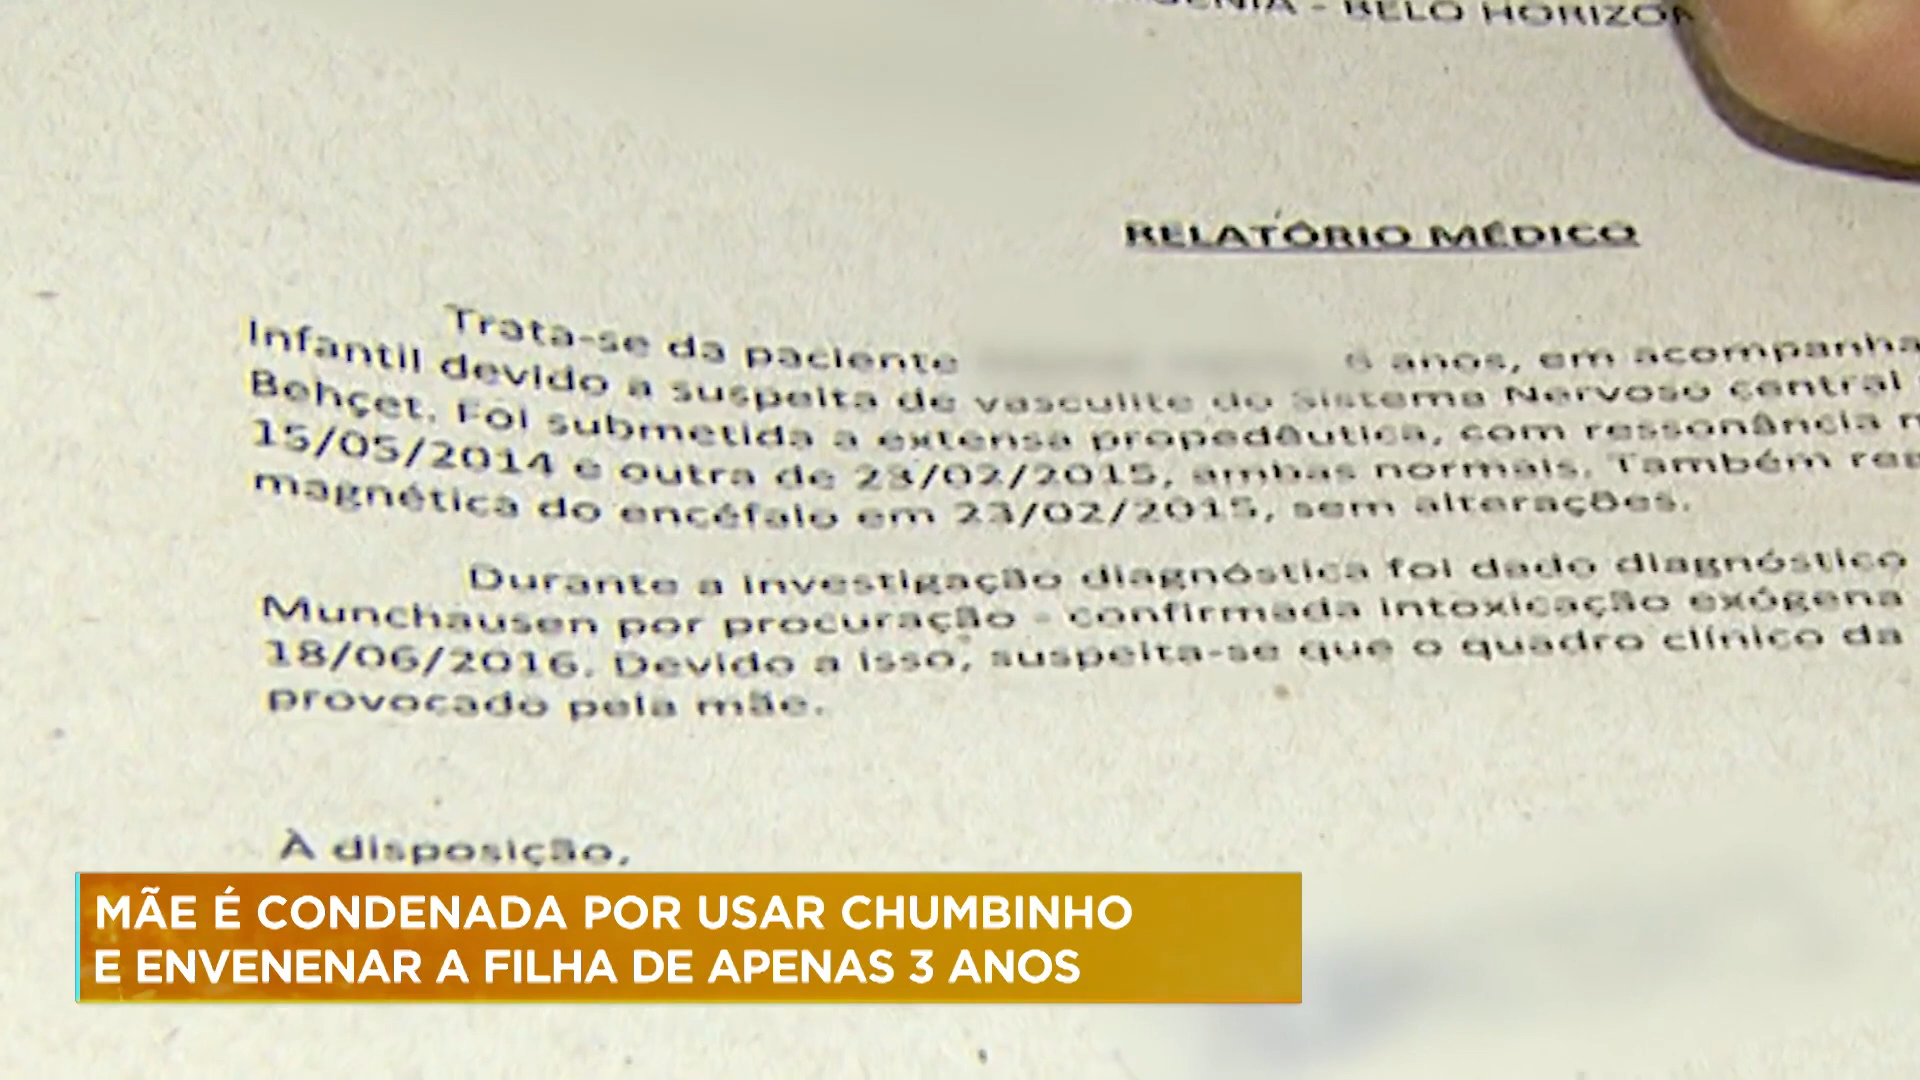 - BELO HORIZON
RELATÓRIO MÉDICO
Trata-se da paciente 6 anos, em acompanha
Infantil devido a suspeita de vasculite do Sistema Nervoso central
Behçet. Foi submetida a extensa propedêutica, com ressonância
15/05/2014 e outra de 23/02/2015, ambas normais. Também
magnética do encéfalo em 23/02/2015, sem alterações.
Durante a investigação diagnóstica foi dado diagnóstico
Munchausen por procuração - confirmada intoxicação exógena
18/06/2016. Devido a isso, suspeita-se que o quadro clínico da
provocado pela mãe.
À disposição,
MÃE É CONDENADA POR USAR CHUMBINHO
E ENVENENAR A FILHA DE APENAS 3 ANOS